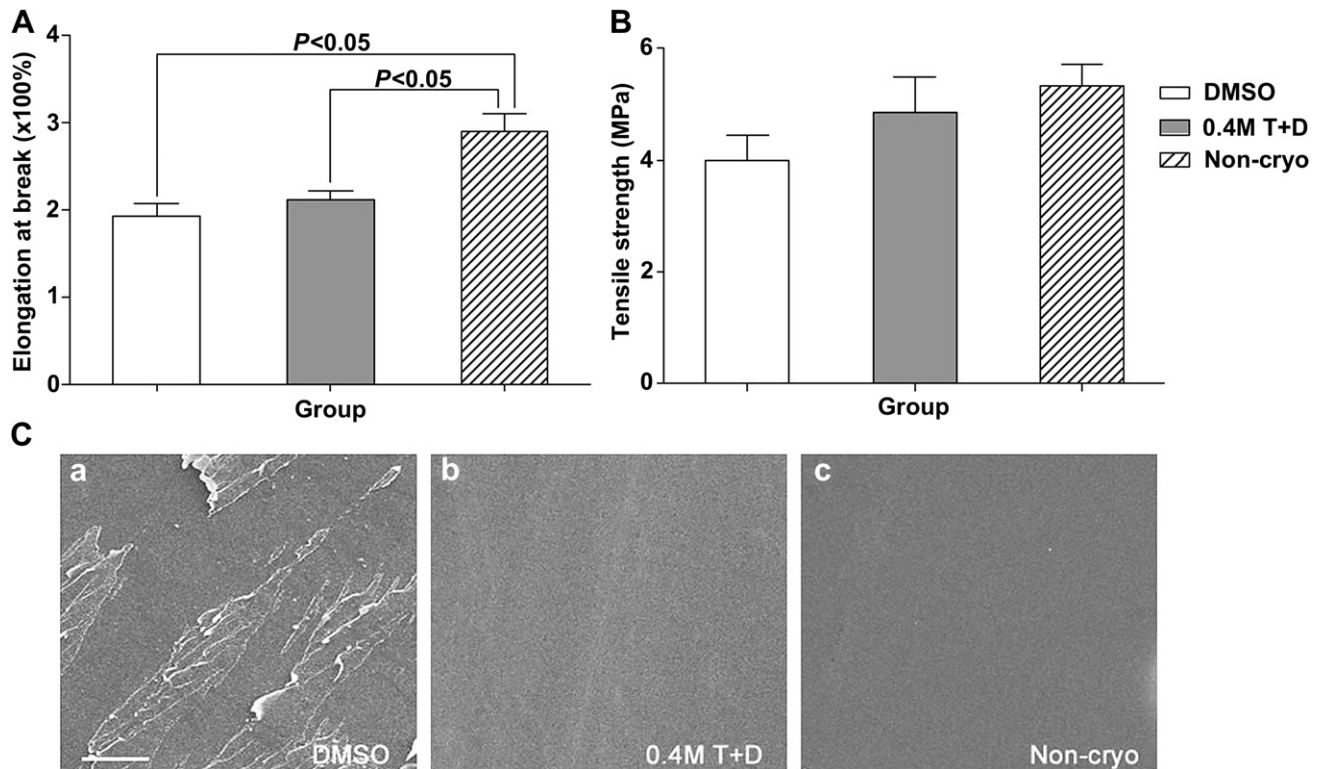 A
Elongation at break (x100%)
4
3
2
1
0
P<0.05
P<0.05
Group
B
Tensile strength (MPa)
6
4
2
0
Group
DMSO
0.4M T+D
Non-cryo
C
a
DMSO
b
0.4M T+D
c
Non-cryo